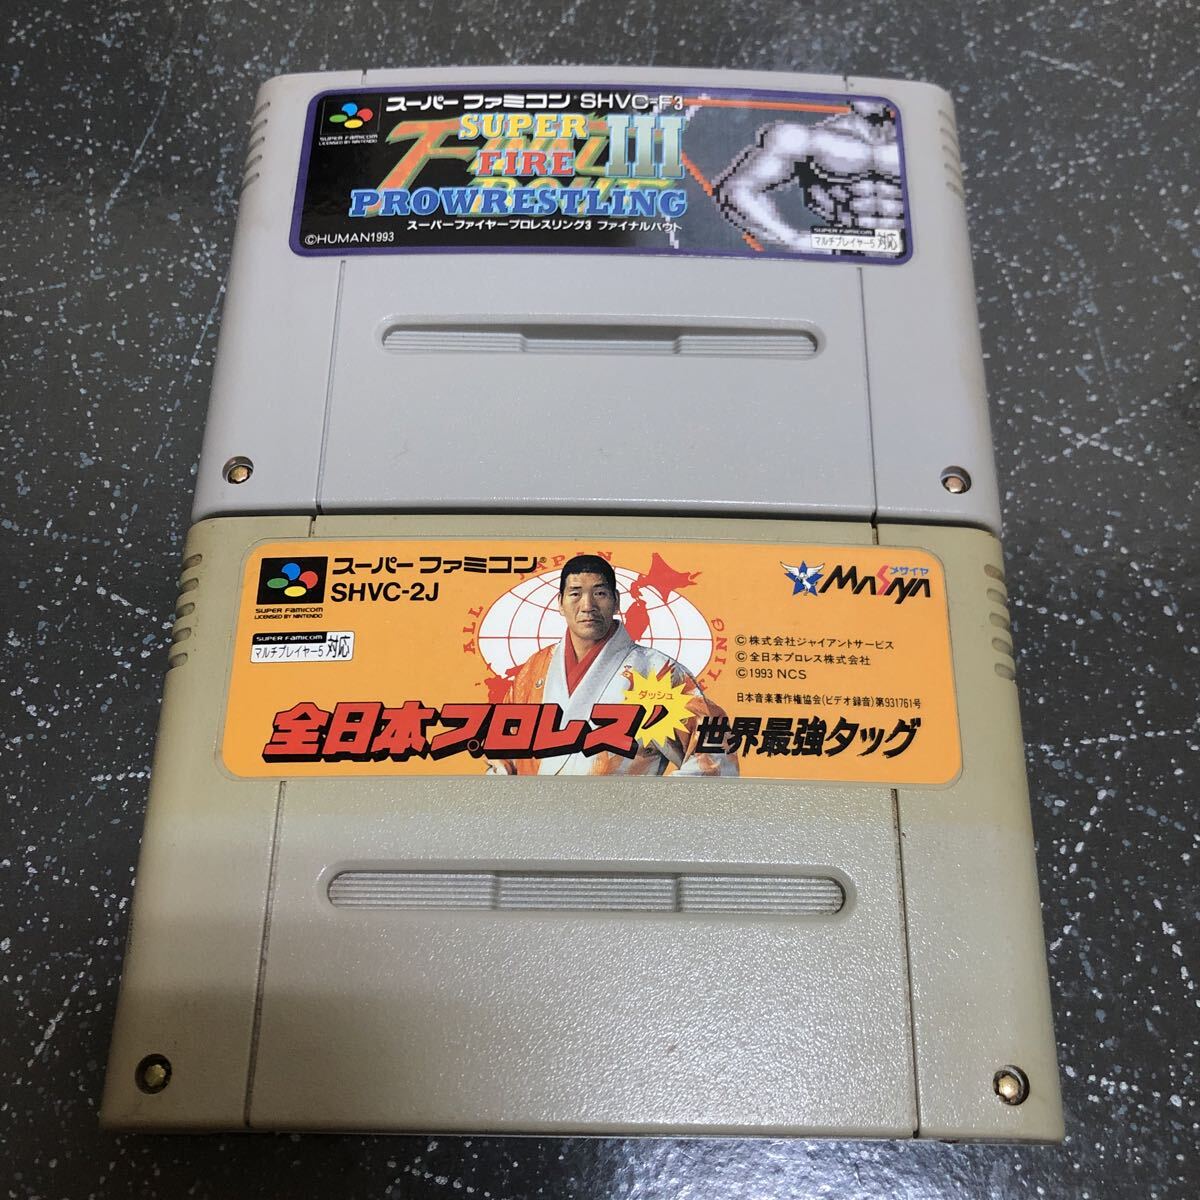 スーパーファミコン SHVC-F3
SUPER FAMICOM
LICENSED BY NINTENDO
FINAL BOUT
SUPER
FIRE III
PROWRESTLING
スーパーファイヤープロレスリング3 ファイナルバウト
©HUMAN1993
SUPER FAMICOM
マルチプレイヤー5 対応
スーパーファミコン®
SHVC-2J
SUPER FAMICOM
LICENSED BY NINTENDO
SUPER FAMICOM
マルチプレイヤー5 対応
ALL JAPAN
メサイヤ
MASIYA
©株式会社ジャイアントサービス
©全日本プロレス株式会社
©1993 NCS
日本音楽著作権協会(ビデオ録音)第931761号
ダッシュ
全日本プロレス' 世界最強タッグ